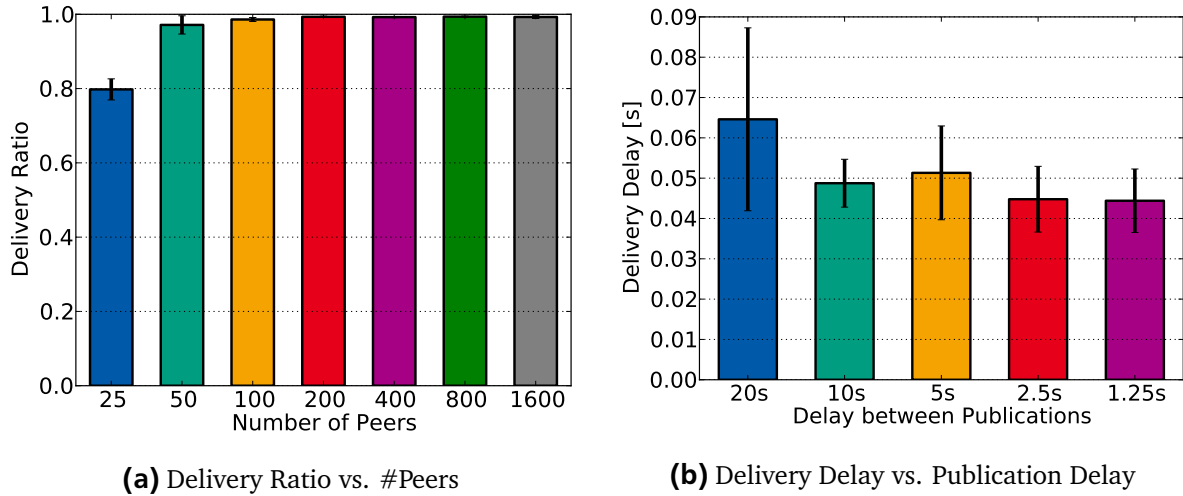 1.0
0.8
0.6
0.4
0.2
0.0
Delivery Ratio
25 50 100 200 400 800 1600
Number of Peers
(a) Delivery Ratio vs. #Peers
0.09
0.08
0.07
0.06
0.05
0.04
0.03
0.02
0.01
0.00
Delivery Delay [s]
20s 10s 5s 2.5s 1.25s
Delay between Publications
(b) Delivery Delay vs. Publication Delay